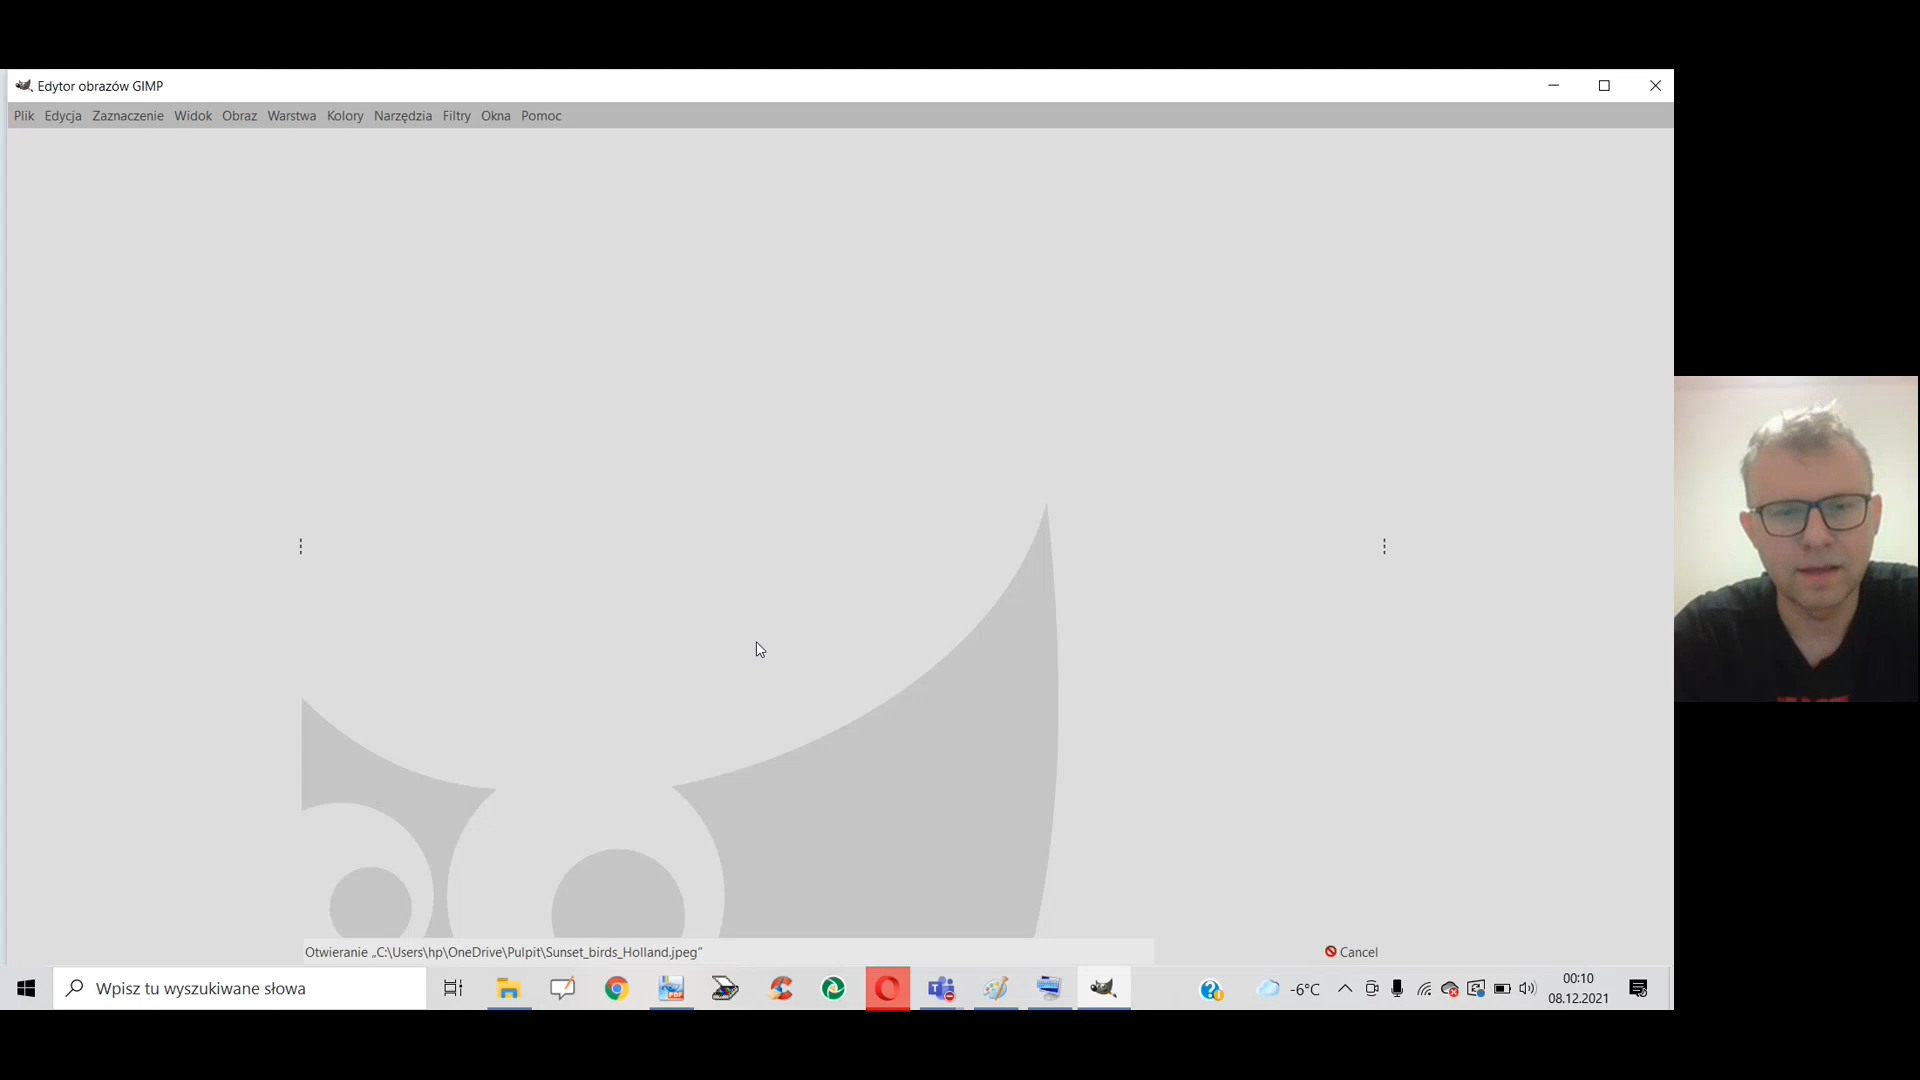 Edytor obrazów GIMP
Plik Edycja Zaznaczenie Widok Obraz Warstwa Kolory Narzędzia Filtry Okna Pomoc
Otwieranie „C:\Users\hp\OneDrive\Pulpit\Sunset_birds_Holland.jpeg”
Cancel
Wpisz tu wyszukiwane słowa
PDF
-6°C
00:10
08.12.2021